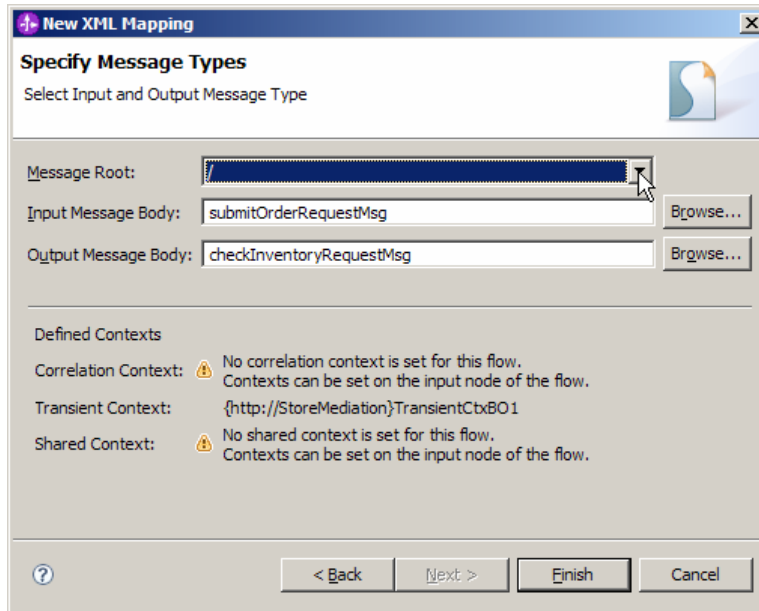 New XML Mapping
Specify Message Types
Select Input and Output Message Type
Message Root: /
Input Message Body: submitOrderRequestMsg Browse...
Output Message Body: checkInventoryRequestMsg Browse...
Defined Contexts
Correlation Context: No correlation context is set for this flow.
Contexts can be set on the input node of the flow.
Transient Context: {http://StoreMediation}TransientCtxBO1
Shared Context: No shared context is set for this flow.
Contexts can be set on the input node of the flow.
? < Back Next > Finish Cancel